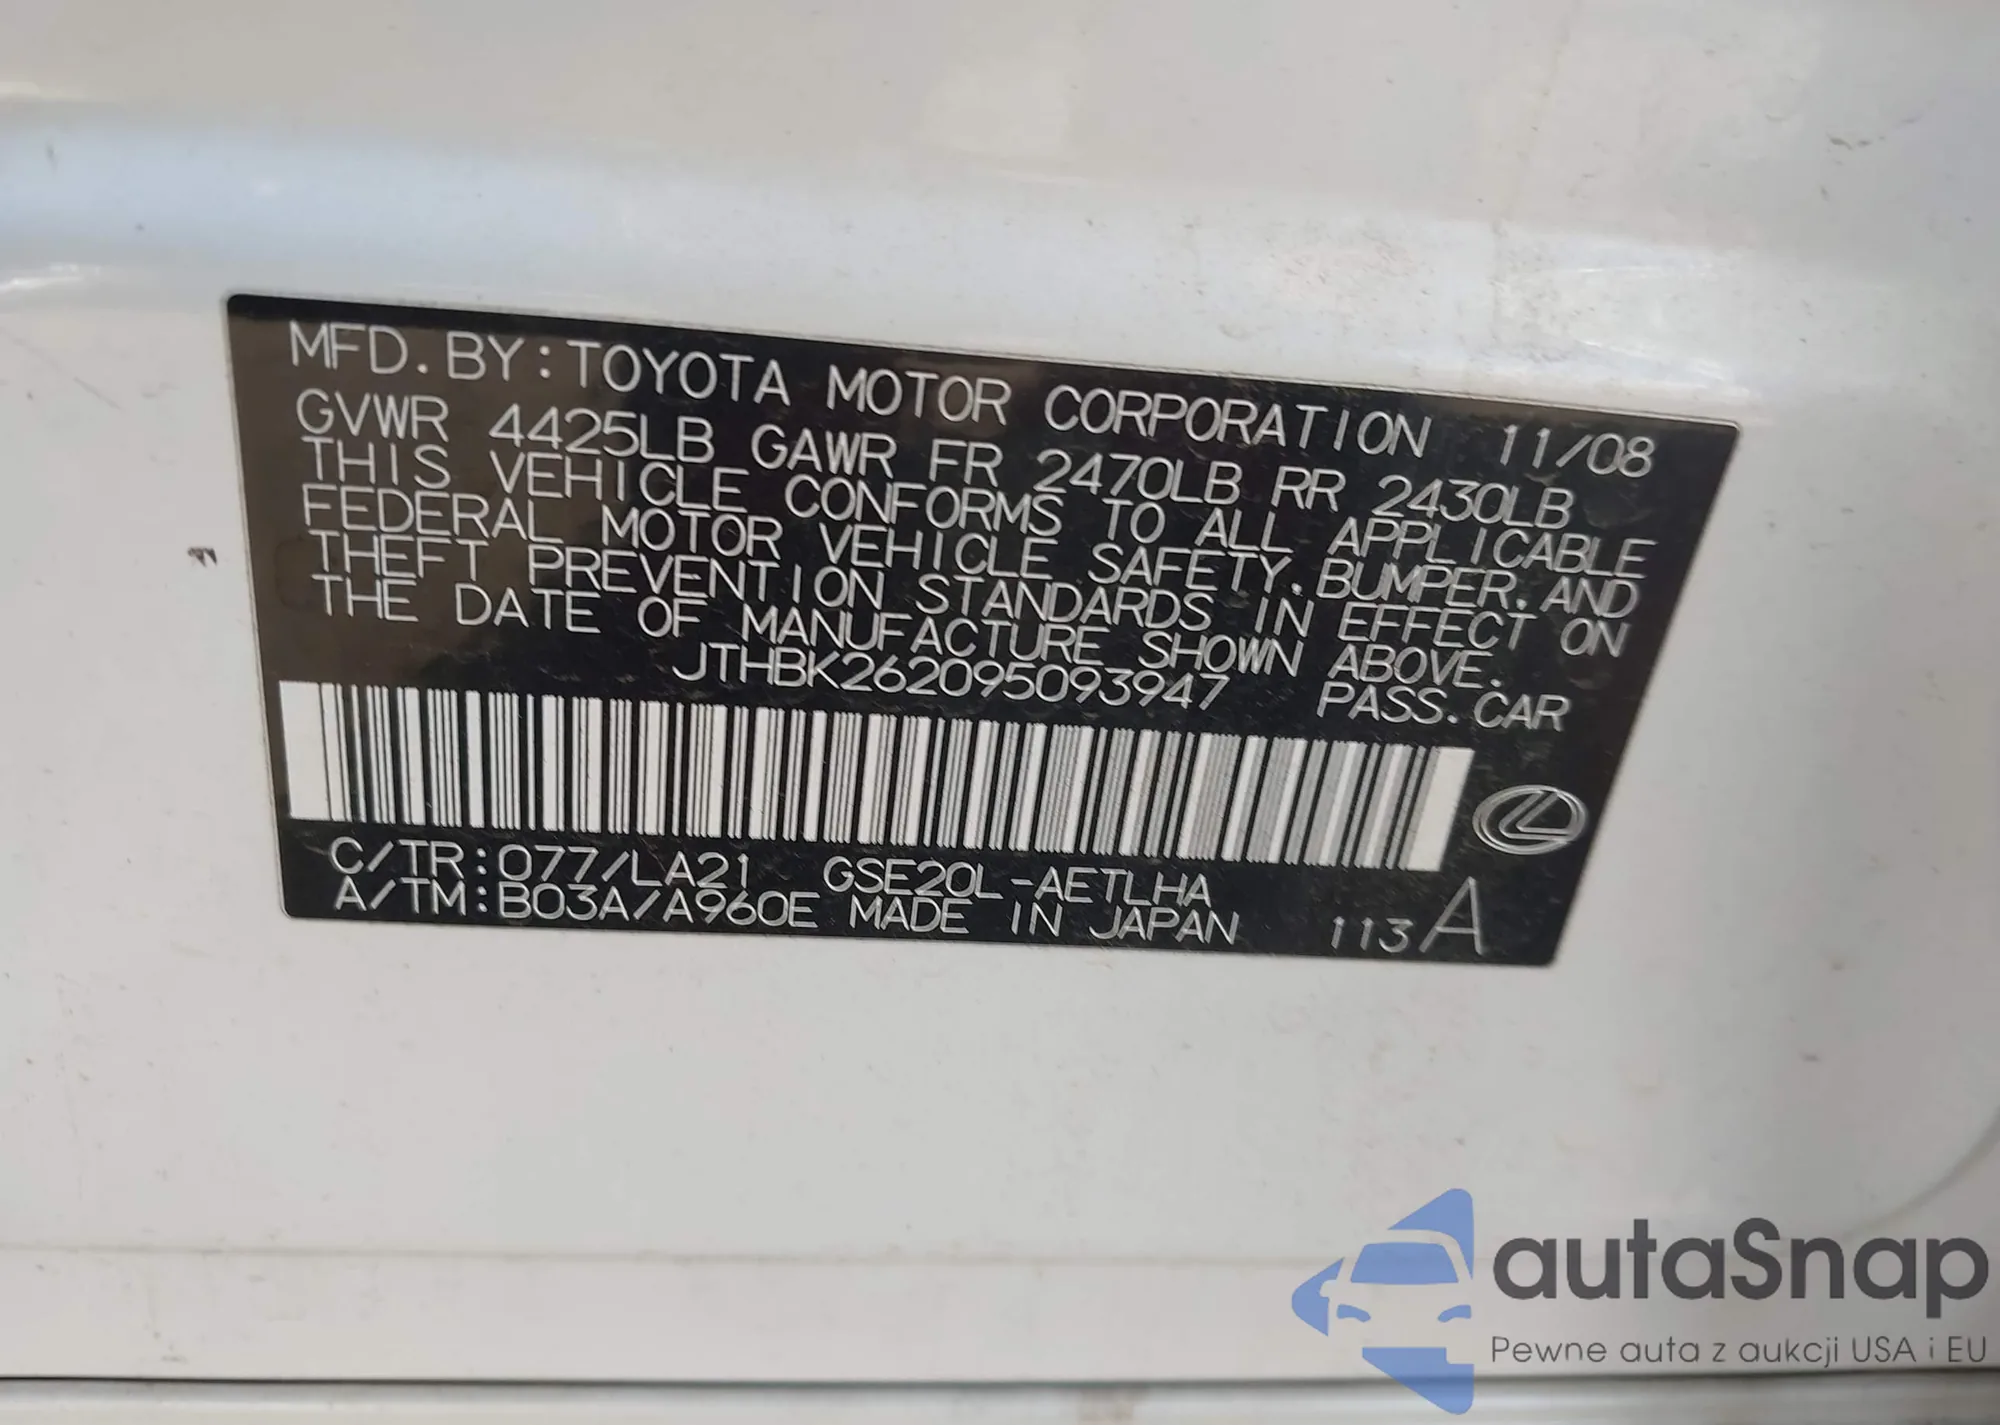 MFD. BY: TOYOTA MOTOR CORPORATION 11/08
GVWR 4425LB GAWR FR 2470LB RR 2430LB
THIS VEHICLE CONFORMS TO ALL APPLICABLE
FEDERAL MOTOR VEHICLE SAFETY, BUMPER, AND
THEFT PREVENTION STANDARDS IN EFFECT ON
THE DATE OF MANUFACTURE SHOWN ABOVE.
JTHBK262095093947 PASS. CAR
C/TR: 077/LA21 GSE20L-AETLHA
A/TM: B03A/A960E MADE IN JAPAN 113 A
autaSnap
Pewne auta z aukcji USA i EU